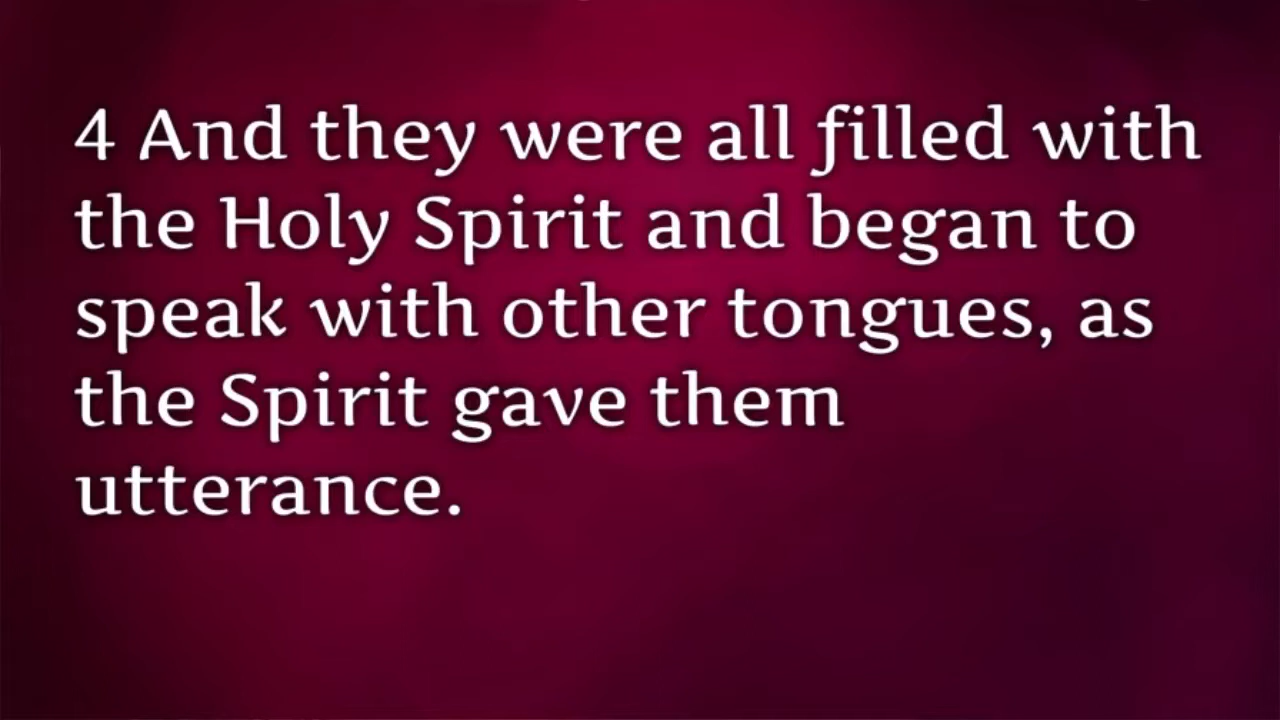 4 And they were all filled with
the Holy Spirit and began to
speak with other tongues, as
the Spirit gave them
utterance.